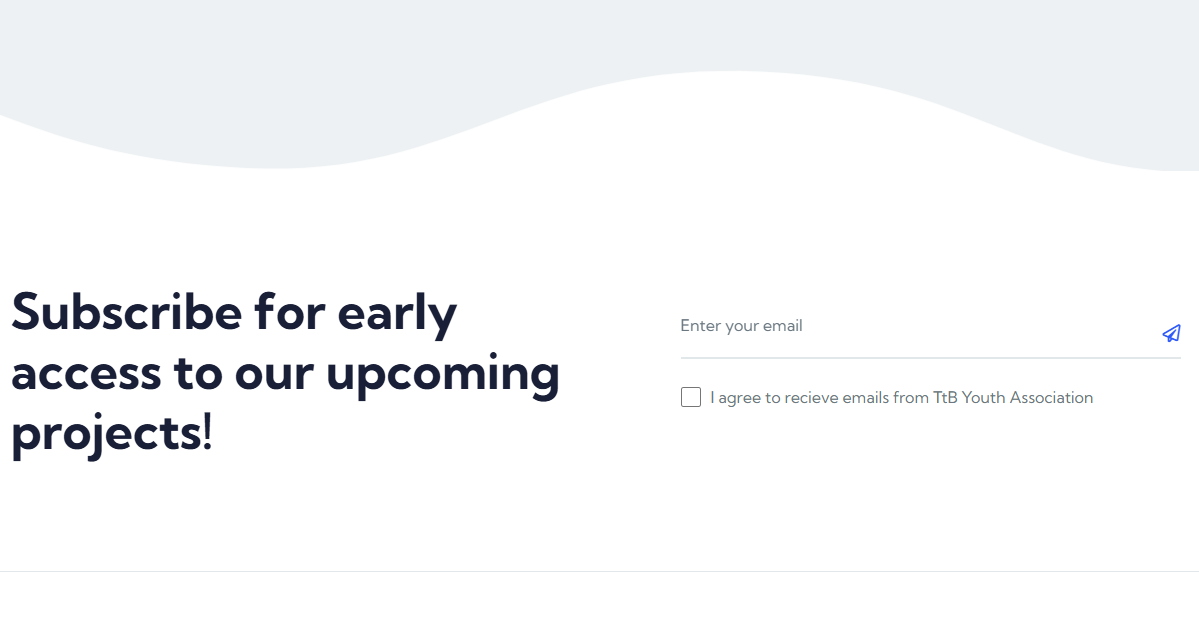 Subscribe for early
access to our upcoming
projects!
Enter your email
I agree to recieve emails from TtB Youth Association